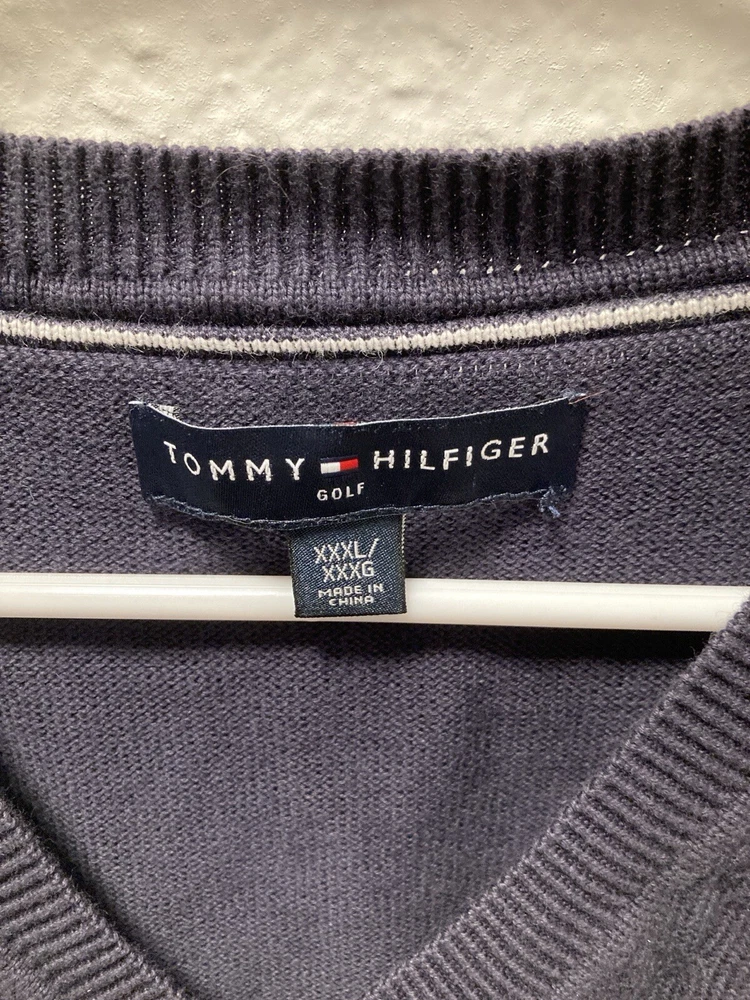 TOMMY HILFIGER
GOLF
XXXL/
XXXG
MADE IN
CHINA